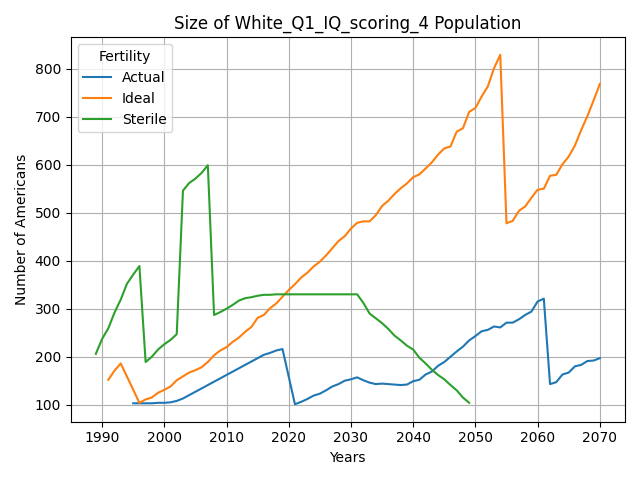 Size of White_Q1_IQ_scoring_4 Population
Fertility
Actual
Ideal
Sterile
Number of Americans
800
700
600
500
400
300
200
100
1990 2000 2010 2020 2030 2040 2050 2060 2070
Years